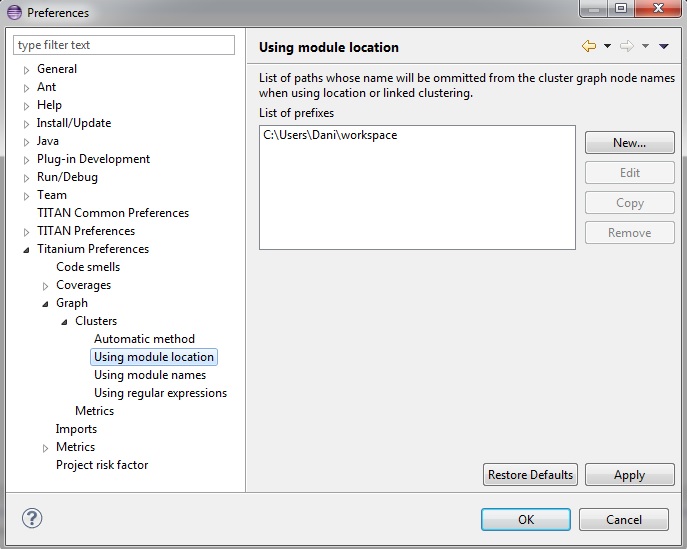 Preferences
type filter text
General
Ant
Help
Install/Update
Java
Plug-in Development
Run/Debug
Team
TITAN Common Preferences
TITAN Preferences
Titanium Preferences
Code smells
Coverages
Graph
Clusters
Automatic method
Using module location
Using module names
Using regular expressions
Metrics
Imports
Metrics
Project risk factor
Using module location
List of paths whose name will be ommitted from the cluster graph node names
when using location or linked clustering.
List of prefixes
C:\Users\Dani\workspace
New...
Edit
Copy
Remove
Restore Defaults
Apply
?
OK
Cancel